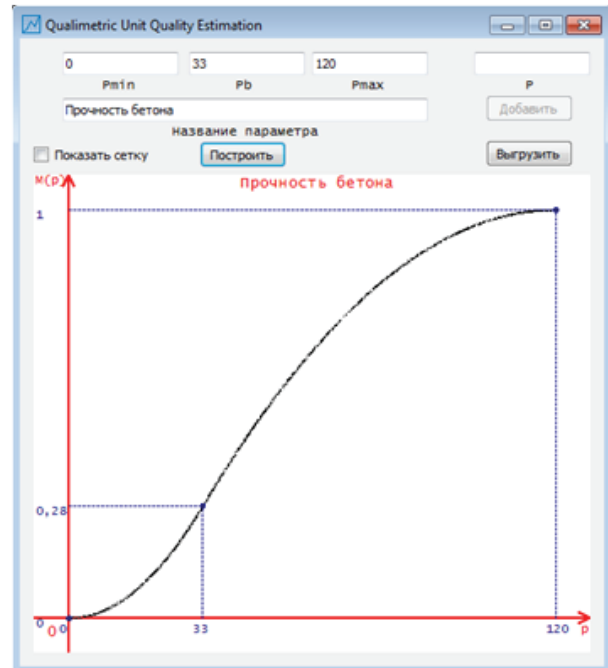 Qualimetric Unit Quality Estimation
0 33 120
Pmin Pb Pmax P
Прочность бетона Добавить
Название параметра
Показать сетку Построить Выгрузить
M(p) Прочность бетона
1
0,28
0 0 0 33 120 p